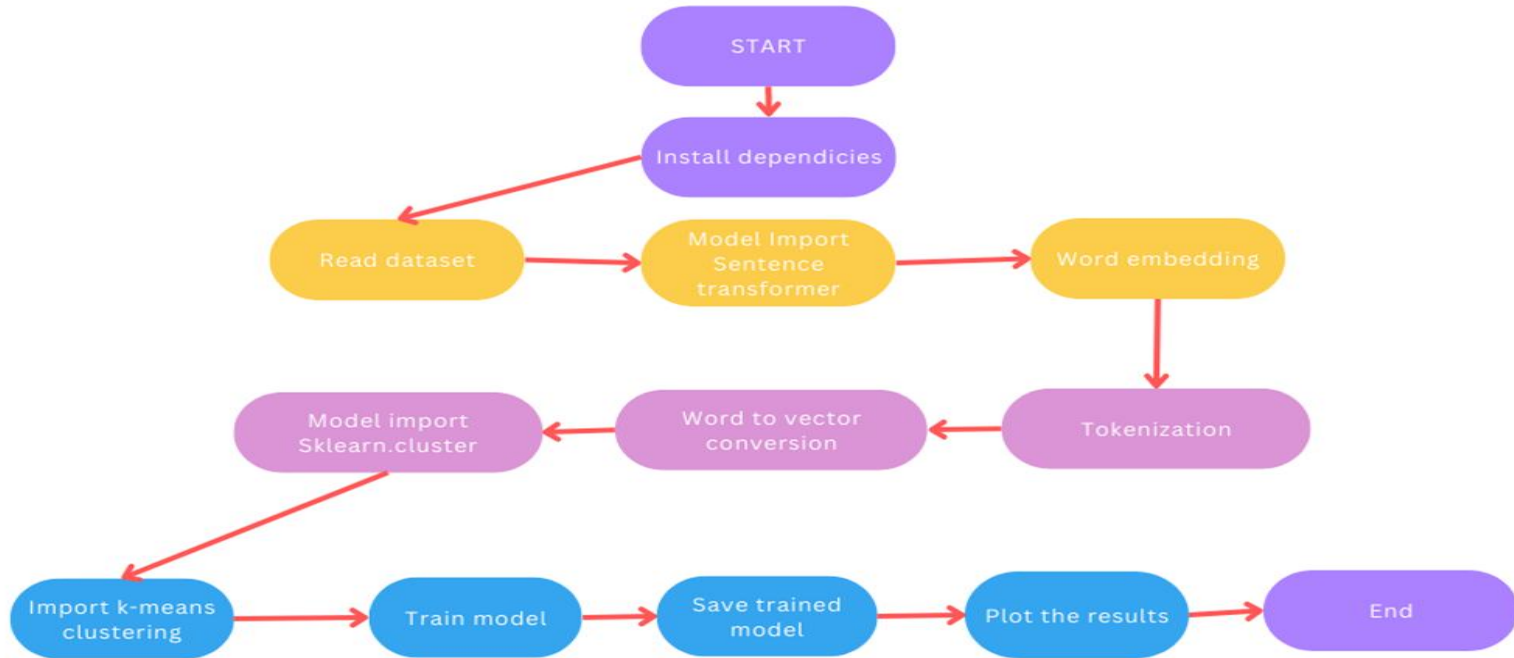 START
Install dependicies
Read dataset
Model Import
Sentence
transformer
Word embedding
Tokenization
Word to vector
conversion
Model import
Sklearn.cluster
Import k-means
clustering
Train model
Save trained
model
Plot the results
End